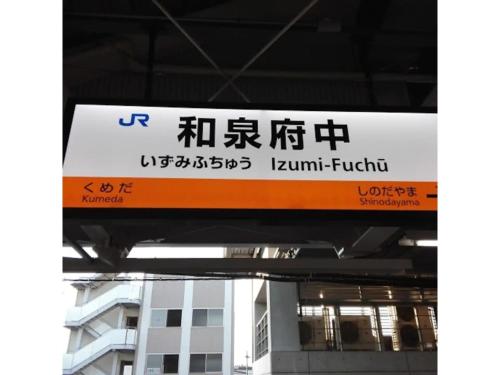 JR 和泉府中
いずみふちゅう Izumi-Fuchū
くめだ しのだやま
Kumeda Shinodayama